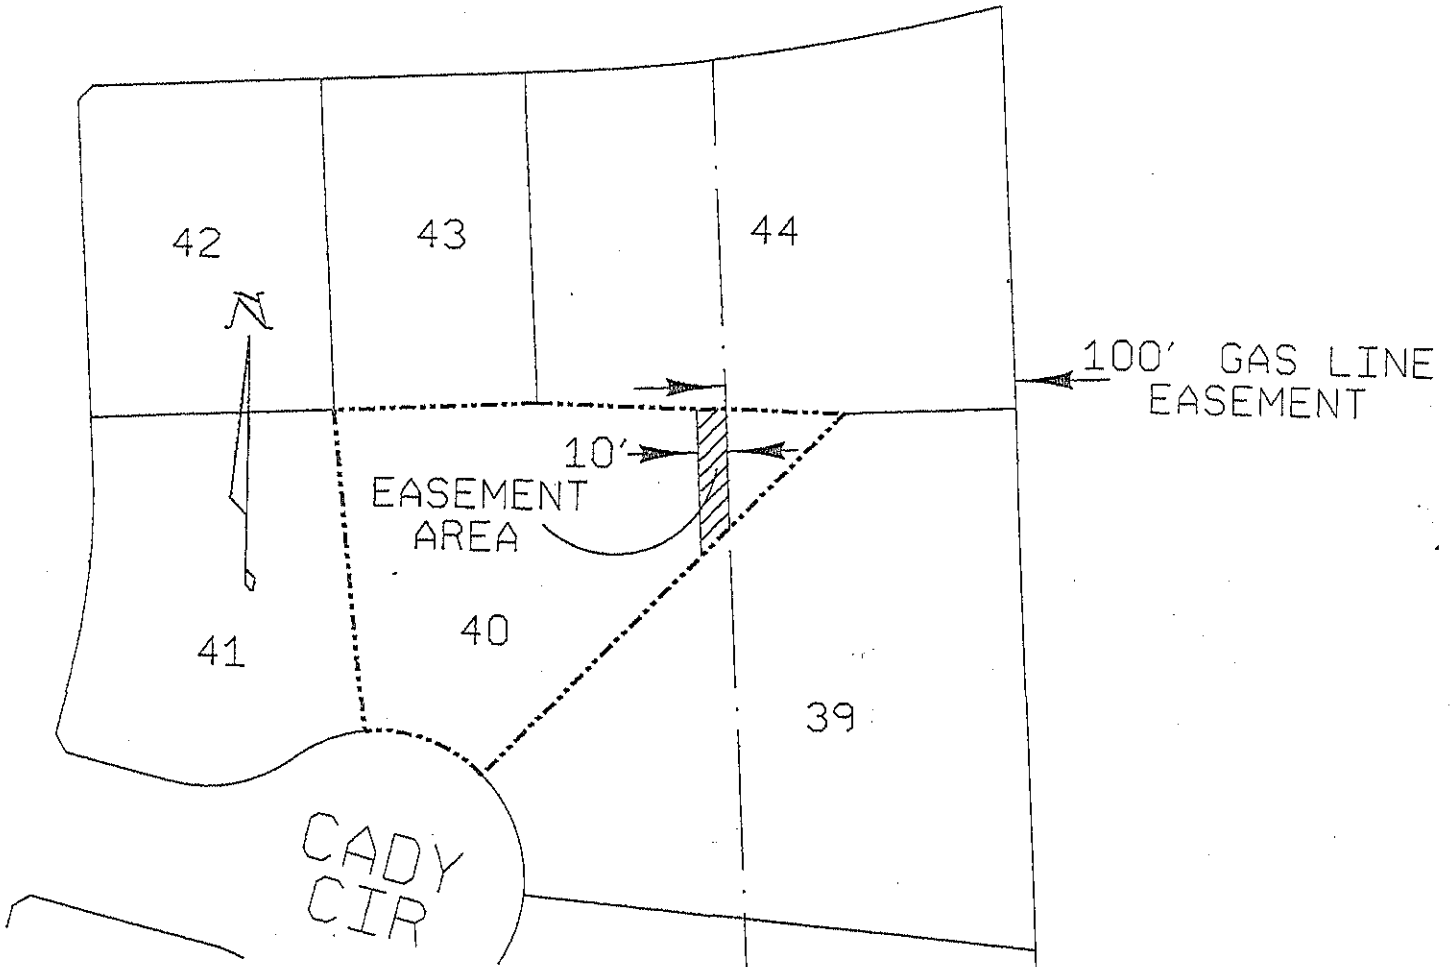 42
43
44
N
100' GAS LINE
EASEMENT
10'
EASEMENT
AREA
40
41
39
CADY
CIR